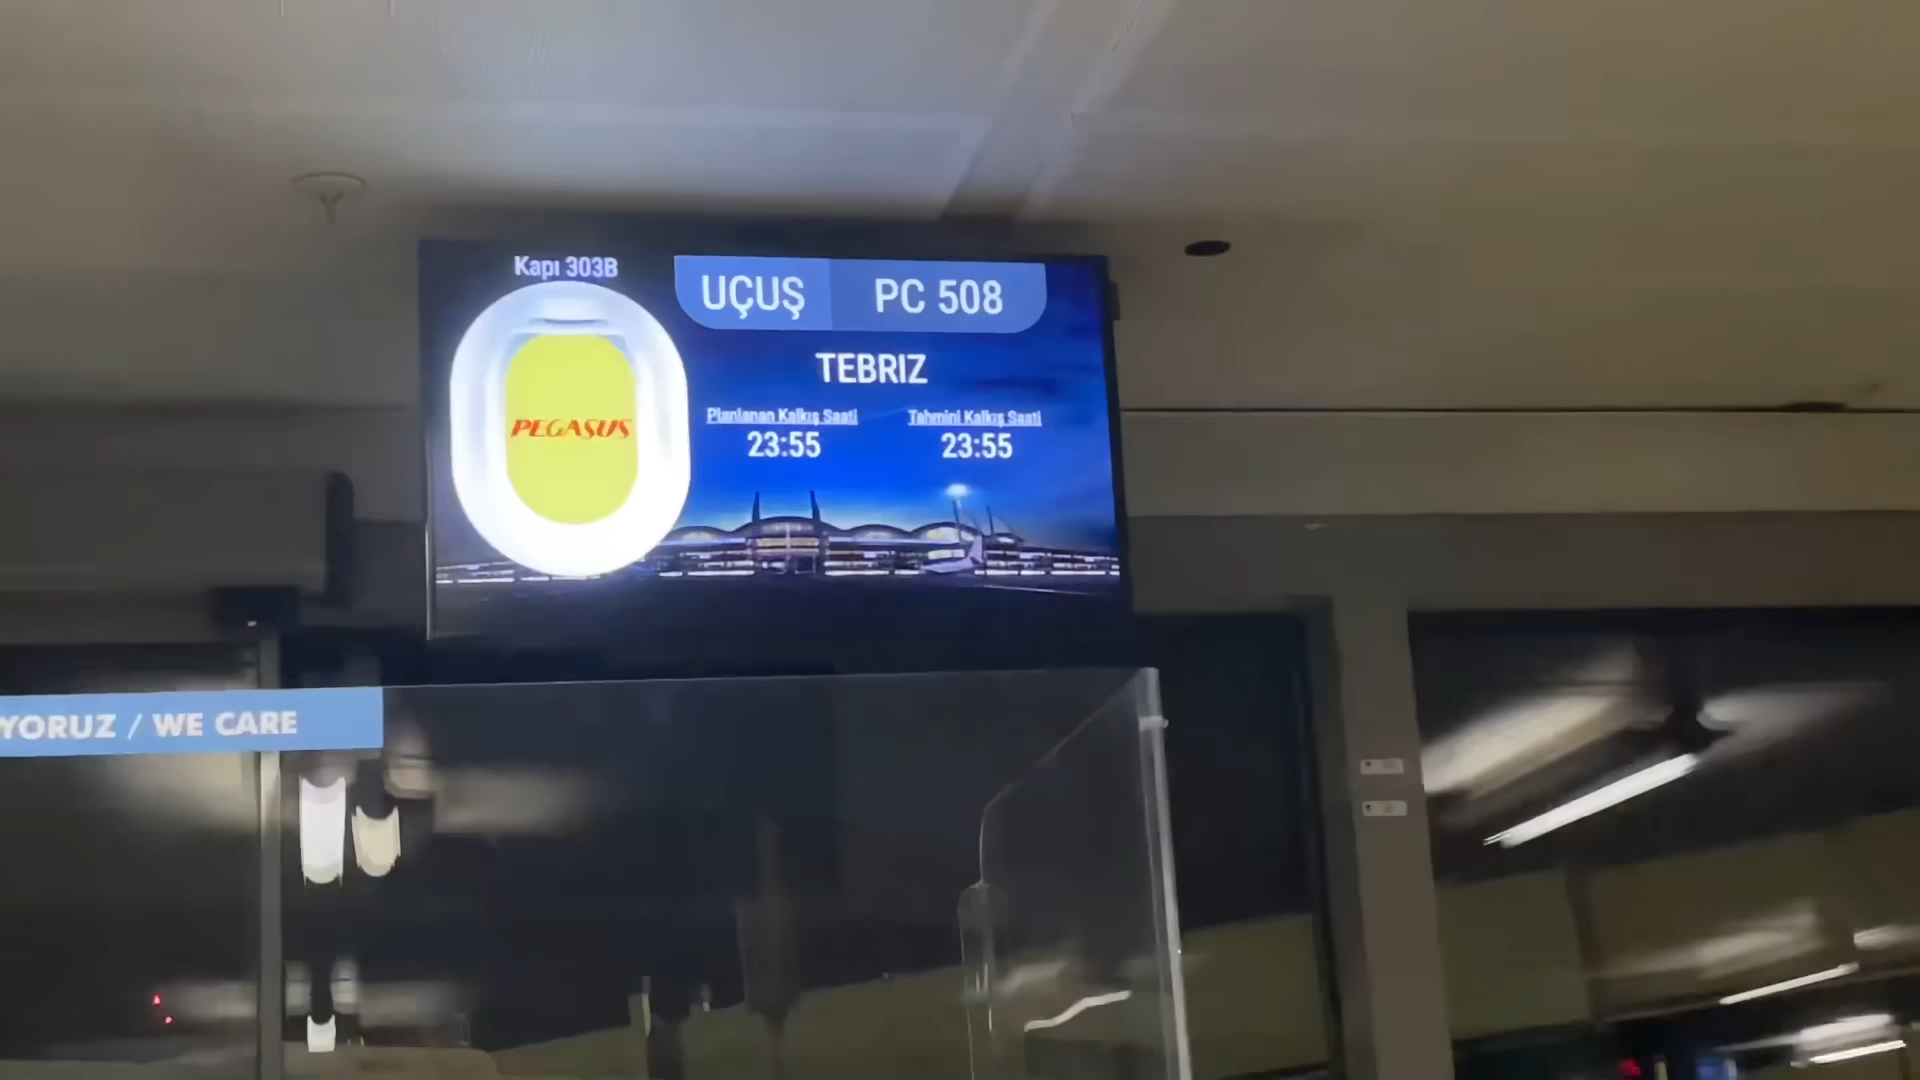 Kapı 303B
UÇUŞ PC 508
TEBRIZ
Planlanan Kalkış Saati
23:55
Tahmini Kalkış Saati
23:55
PEGASUS
YORUZ / WE CARE